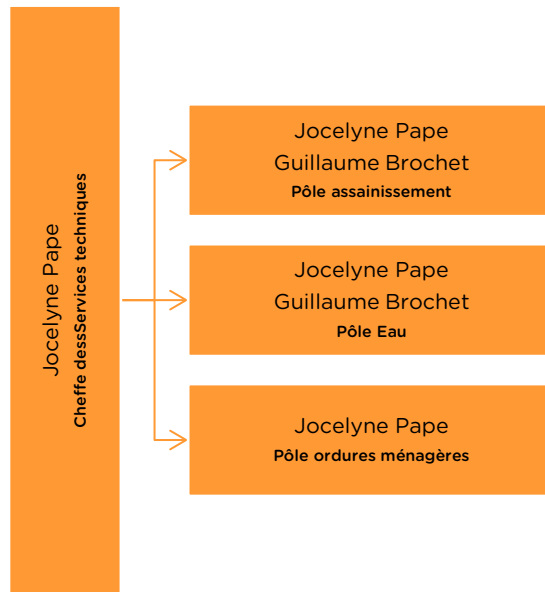 Jocelyne Pape
Cheffe dessServices techniques
Jocelyne Pape
Guillaume Brochet
Pôle assainissement
Jocelyne Pape
Guillaume Brochet
Pôle Eau
Jocelyne Pape
Pôle ordures ménagères